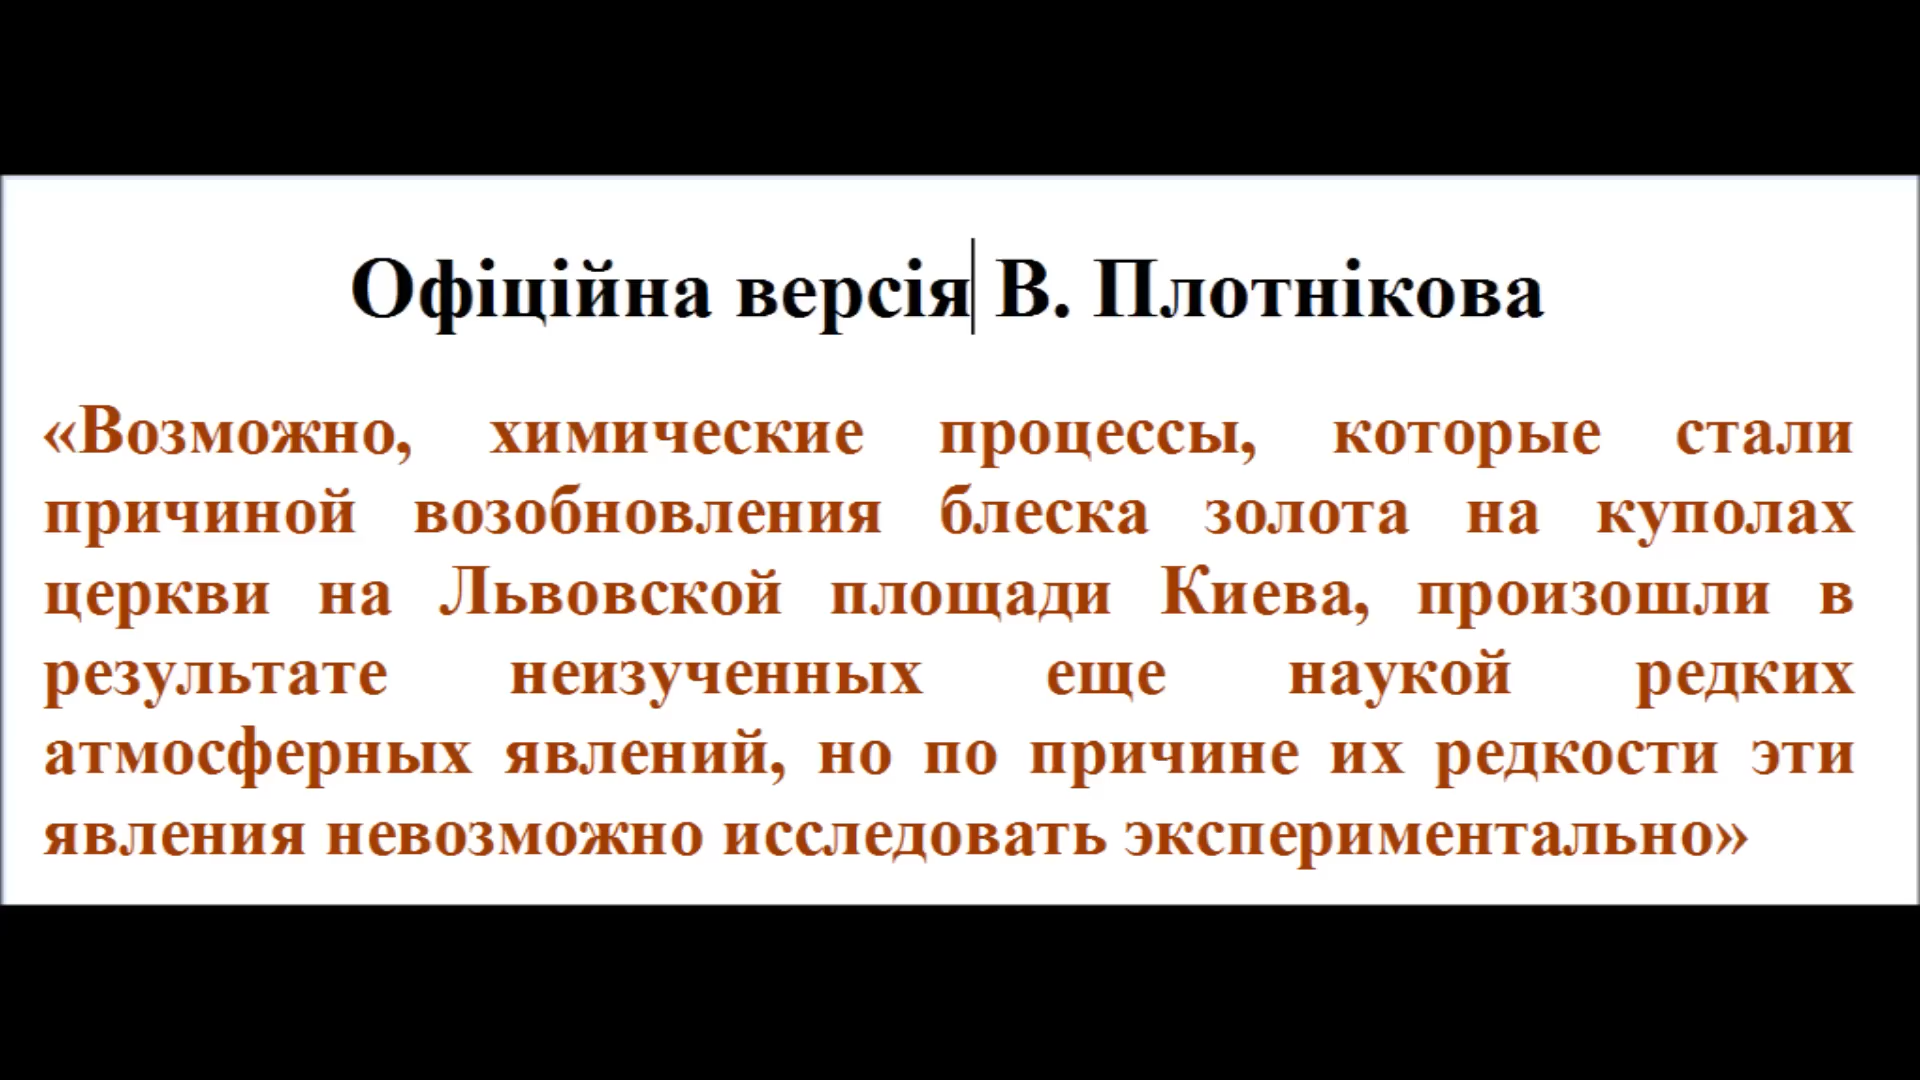 Офіційна версія В. Плотнікова
«Возможно, химические процессы, которые стали
причиной возобновления блеска золота на куполах
церкви на Львовской площади Киева, произошли в
результате неизученных еще наукой редких
атмосферных явлений, но по причине их редкости эти
явления невозможно исследовать экспериментально»